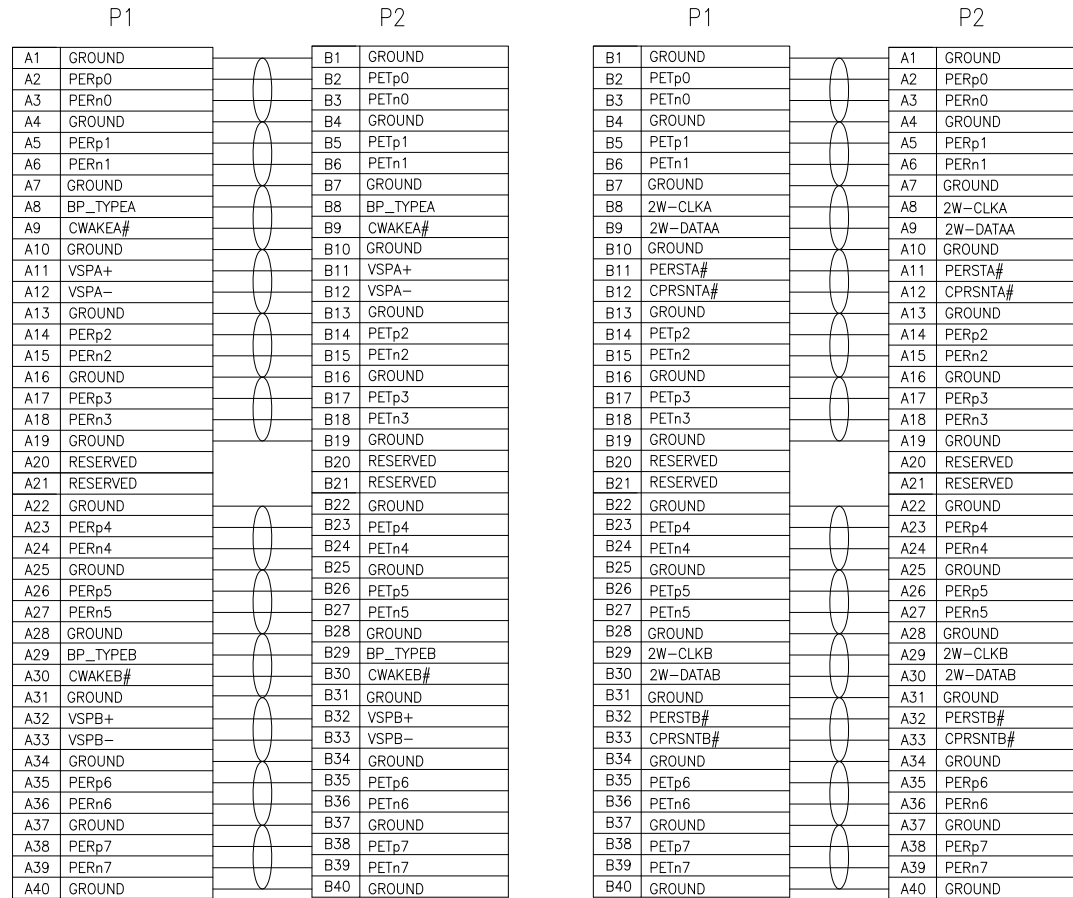 P1 P2 P1 P2
A1 GROUND B1 GROUND B1 GROUND A1 GROUND
A2 PERp0 B2 PETp0 B2 PETp0 A2 PERp0
A3 PERn0 B3 PETn0 B3 PETn0 A3 PERn0
A4 GROUND B4 GROUND B4 GROUND A4 GROUND
A5 PERp1 B5 PETp1 B5 PETp1 A5 PERp1
A6 PERn1 B6 PETn1 B6 PETn1 A6 PERn1
A7 GROUND B7 GROUND B7 GROUND A7 GROUND
A8 BP_TYPEA B8 BP_TYPEA B8 2W-CLKA A8 2W-CLKA
A9 CWAKEA# B9 CWAKEA# B9 2W-DATAA A9 2W-DATAA
A10 GROUND B10 GROUND B10 GROUND A10 GROUND
A11 VSPA+ B11 VSPA+ B11 PERSTA# A11 PERSTA#
A12 VSPA- B12 VSPA- B12 CPRSNTA# A12 CPRSNTA#
A13 GROUND B13 GROUND B13 GROUND A13 GROUND
A14 PERp2 B14 PETp2 B14 PETp2 A14 PERp2
A15 PERn2 B15 PETn2 B15 PETn2 A15 PERn2
A16 GROUND B16 GROUND B16 GROUND A16 GROUND
A17 PERp3 B17 PETp3 B17 PETp3 A17 PERp3
A18 PERn3 B18 PETn3 B18 PETn3 A18 PERn3
A19 GROUND B19 GROUND B19 GROUND A19 GROUND
A20 RESERVED B20 RESERVED B20 RESERVED A20 RESERVED
A21 RESERVED B21 RESERVED B21 RESERVED A21 RESERVED
A22 GROUND B22 GROUND B22 GROUND A22 GROUND
A23 PERp4 B23 PETp4 B23 PETp4 A23 PERp4
A24 PERn4 B24 PETn4 B24 PETn4 A24 PERn4
A25 GROUND B25 GROUND B25 GROUND A25 GROUND
A26 PERp5 B26 PETp5 B26 PETp5 A26 PERp5
A27 PERn5 B27 PETn5 B27 PETn5 A27 PERn5
A28 GROUND B28 GROUND B28 GROUND A28 GROUND
A29 BP_TYPEB B29 BP_TYPEB B29 2W-CLKB A29 2W-CLKB
A30 CWAKEB# B30 CWAKEB# B30 2W-DATAB A30 2W-DATAB
A31 GROUND B31 GROUND B31 GROUND A31 GROUND
A32 VSPB+ B32 VSPB+ B32 PERSTB# A32 PERSTB#
A33 VSPB- B33 VSPB- B33 CPRSNTB# A33 CPRSNTB#
A34 GROUND B34 GROUND B34 GROUND A34 GROUND
A35 PERp6 B35 PETp6 B35 PETp6 A35 PERp6
A36 PERn6 B36 PETn6 B36 PETn6 A36 PERn6
A37 GROUND B37 GROUND B37 GROUND A37 GROUND
A38 PERp7 B38 PETp7 B38 PETp7 A38 PERp7
A39 PERn7 B39 PETn7 B39 PETn7 A39 PERn7
A40 GROUND B40 GROUND B40 GROUND A40 GROUND